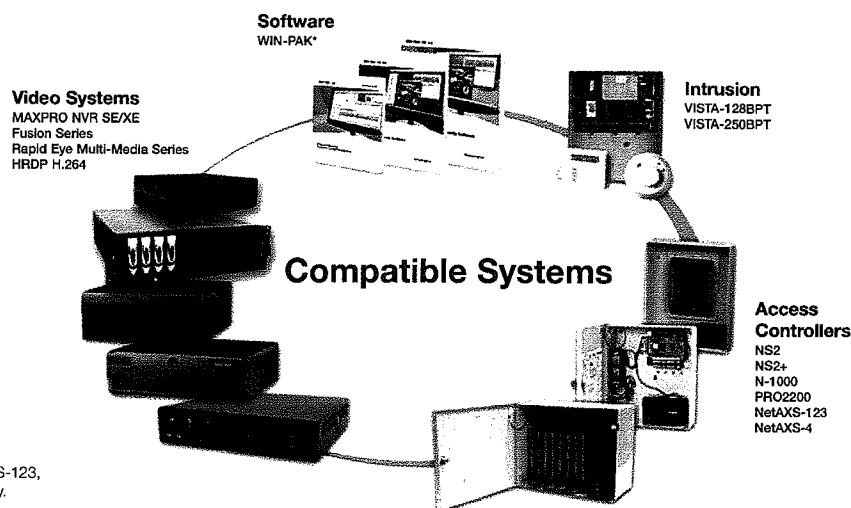 Software
WIN-PAK*
Video Systems
MAXPRO NVR SE/XE
Fusion Series
Rapid Eye Multi-Media Series
HRDP H.264
Intrusion
VISTA-128BPT
VISTA-250BPT
Compatible Systems
Access
Controllers
NS2
NS2+
N-1000
PRO2200
NetAXS-123
NetAXS-4
S-123,
y.